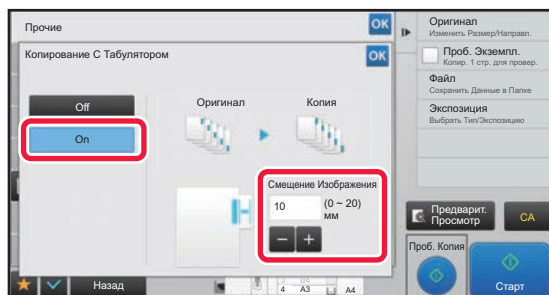 Прочие
OK
Копирование С Табулятором
OK
Off
On
Оригинал
Копия
Смещение Изображения
10
(0 ~ 20)
мм
Назад
3 B4
4 A3
A4
Оригинал
Изменить Размер/Направл.
Проб. Экземпл.
Копир. 1 стр. для провер.
Файл
Сохранить Данные в Папке
Экспозиция
Выбрать Тип/Экспозицию
Предварит.
Просмотр
CA
Проб. Копия
Старт